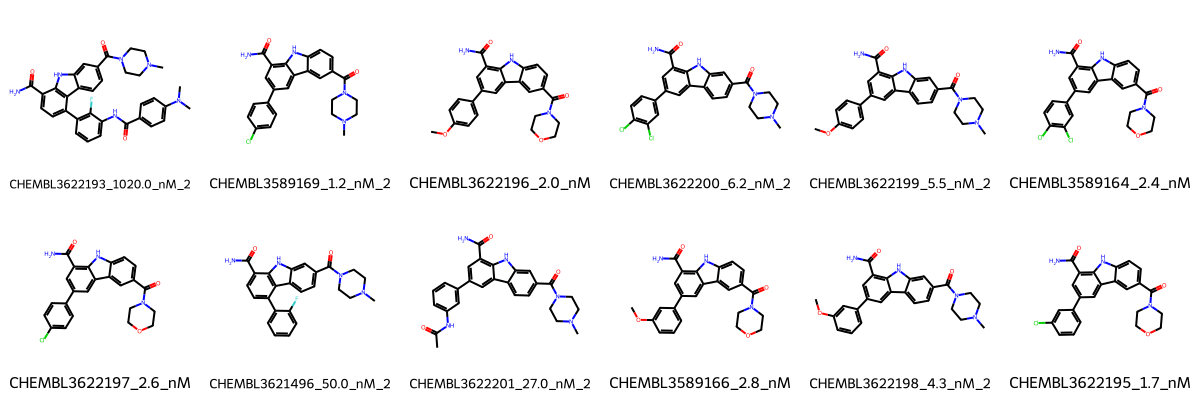 CHEMBL3622193_1020.0_nM_2
CHEMBL3589169_1.2_nM_2
CHEMBL3622196_2.0_nM
CHEMBL3622200_6.2_nM_2
CHEMBL3622199_5.5_nM_2
CHEMBL3589164_2.4_nM
CHEMBL3622197_2.6_nM
CHEMBL3621496_50.0_nM_2
CHEMBL3622201_27.0_nM_2
CHEMBL3589166_2.8_nM
CHEMBL3622198_4.3_nM_2
CHEMBL3622195_1.7_nM